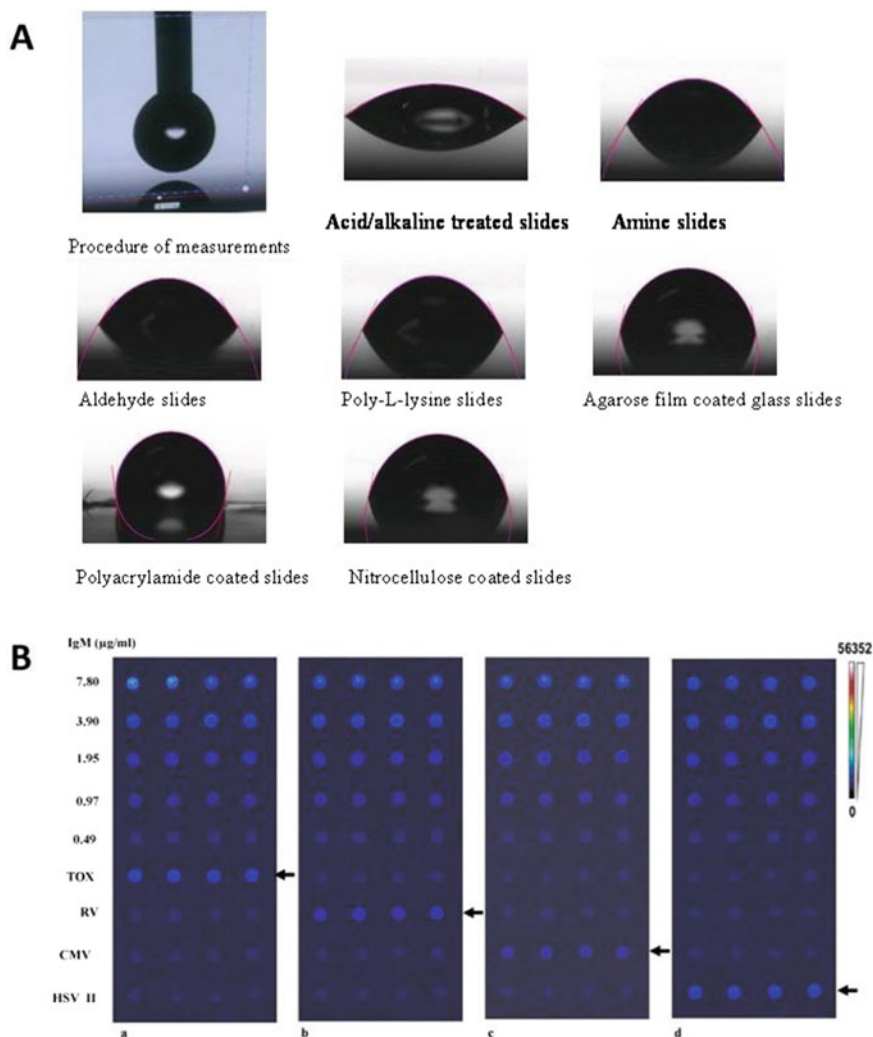 A
Procedure of measurements
Acid/alkaline treated slides
Amine slides
Aldehyde slides
Poly-L-lysine slides
Agarose film coated glass slides
Polyacrylamide coated slides
Nitrocellulose coated slides
B
IgM (µg/ml)
56352
7.80
3.90
1.95
0.97
0.49
0
TOX
RV
CMV
HSV II
a
b
c
d